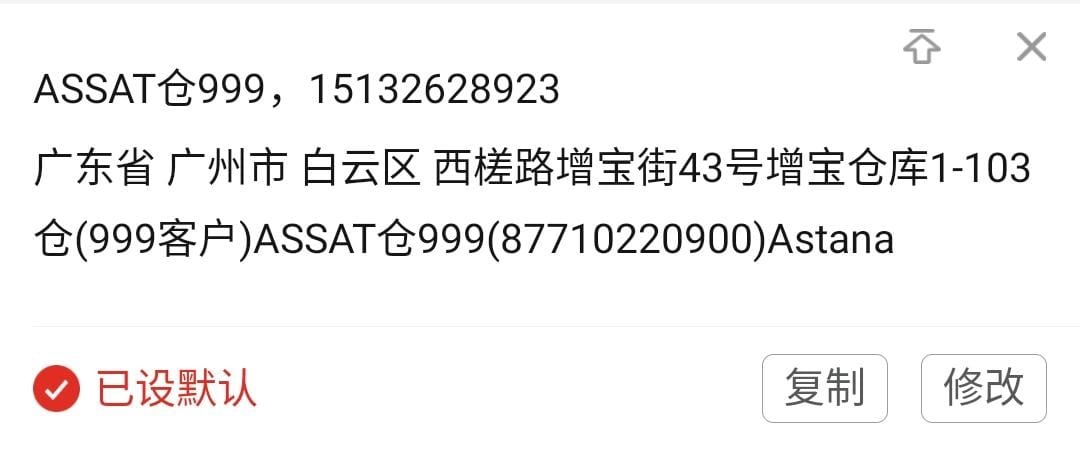 ASSAT仓999，15132628923
广东省 广州市 白云区 西槎路增宝街43号增宝仓库1-103
仓(999客户)ASSAT仓999(87710220900)Astana
已设默认
复制
修改